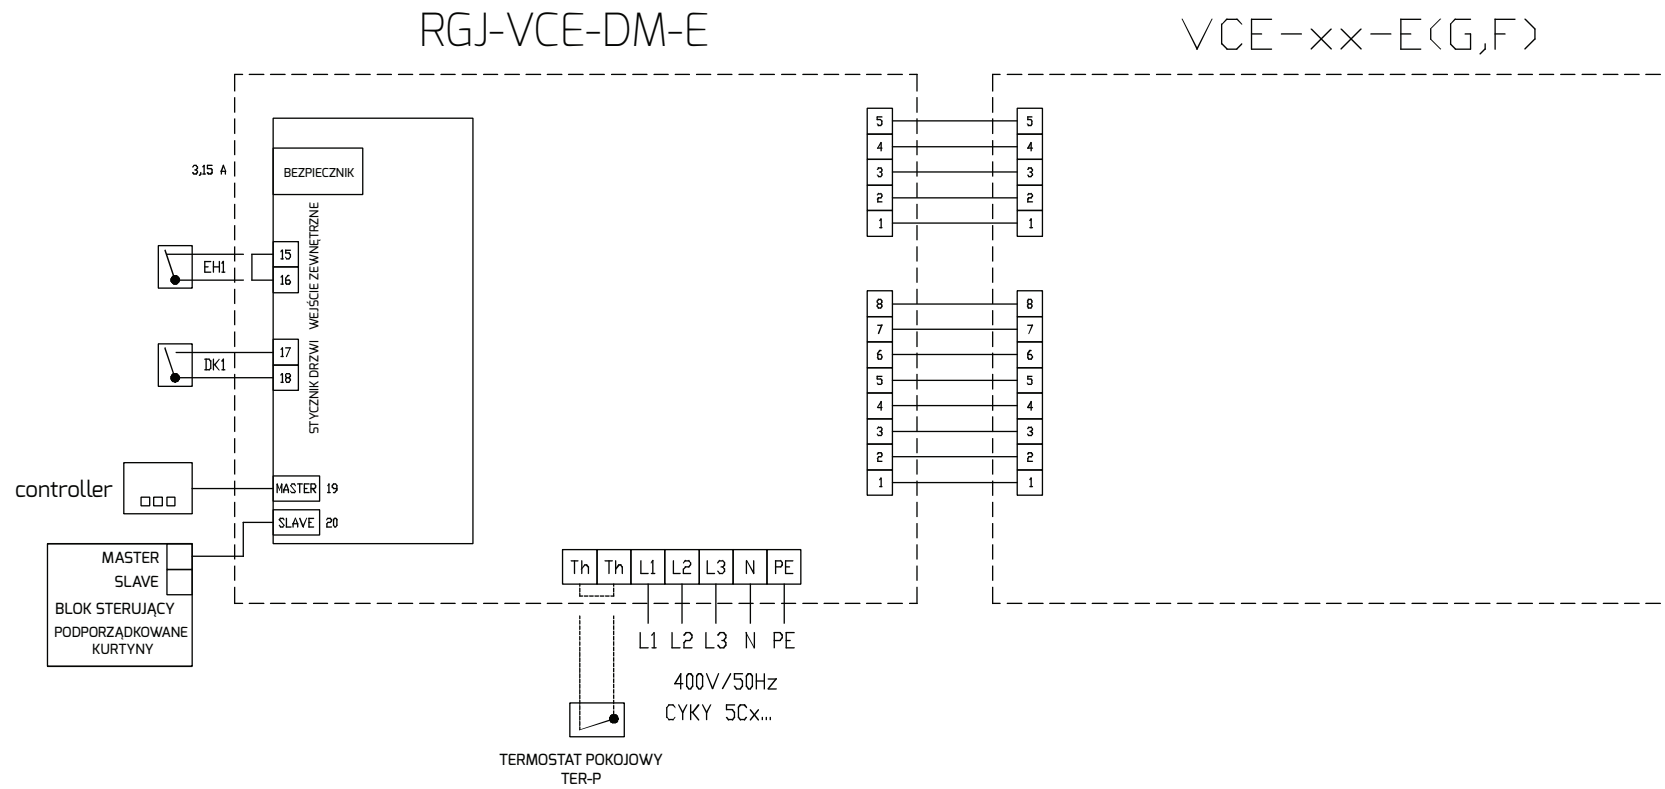 RGJ-VCE-DM-E
VCE-xx-E(G,F)
3,15 A
BEZPIECZNIK
WEJŚCIE ZEWNĘTRZNE
15
16
EH1
STYCZNIK DRZWI
17
18
DK1
controller
MASTER 19
SLAVE 20
MASTER
SLAVE
BLOK STERUJĄCY
PODPORZĄDKOWANE
KURTYNY
5 5
4 4
3 3
2 2
1 1
8 8
7 7
6 6
5 5
4 4
3 3
2 2
1 1
Th Th L1 L2 L3 N PE
L1 L2 L3 N PE
400V/50Hz
CYKY 5Cx...
TERMOSTAT POKOJOWY
TER-P